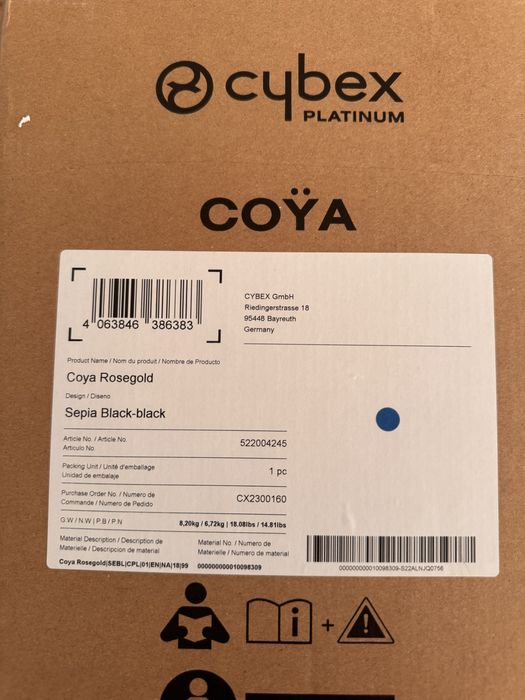 cybex
PLATINUM
COŸA
4 063846 386383
CYBEX GmbH
Riedingerstrasse 18
95448 Bayreuth
Germany
Product Name / Nom du produit / Nombre de Producto
Coya Rosegold
Design / Diseno
Sepia Black-black
Article No. / Article No.
Articulo No.
522004245
Packing Unit / Unité d'emballage
Unidad de embalaje
1 pc
Purchase Order No. / Numero de
Commande / Numero de Pedido
CX2300160
G.W / N.W | P.B / P.N
8,20kg / 6,72kg | 18.08lbs / 14.81lbs
Material Description / Description de
Materielle / Descripcion de material
Material No. / Numero de
Materielle / Numero de material
Coya Rosegold|SEBL|CPL|01|EN|NA|18|99
000000000010098309
000000000010098309-S22ALNJQ0756
i + !